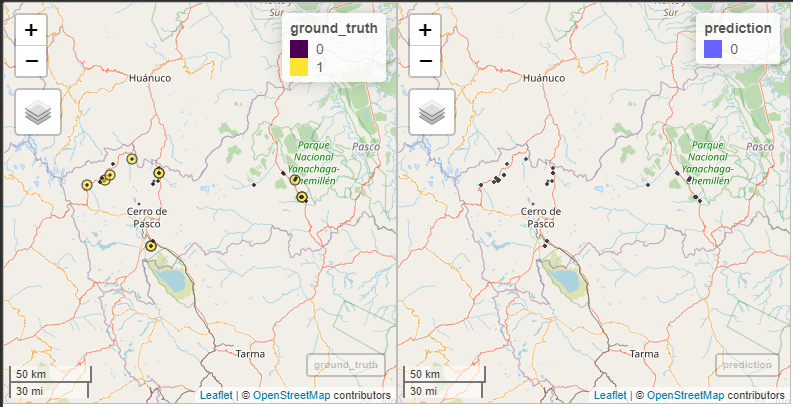 Sur
+
−
ground_truth
0
1
Huánuco
Parque
Nacional
Yanachaga-
Chemillén
Pasco
Cerro de
Pasco
Tarma
50 km
30 mi
ground_truth
Leaflet | © OpenStreetMap contributors
Sur
+
−
prediction
0
Huánuco
Parque
Nacional
Yanachaga-
Chemillén
Pasco
Cerro de
Pasco
Tarma
50 km
30 mi
prediction
Leaflet | © OpenStreetMap contributors